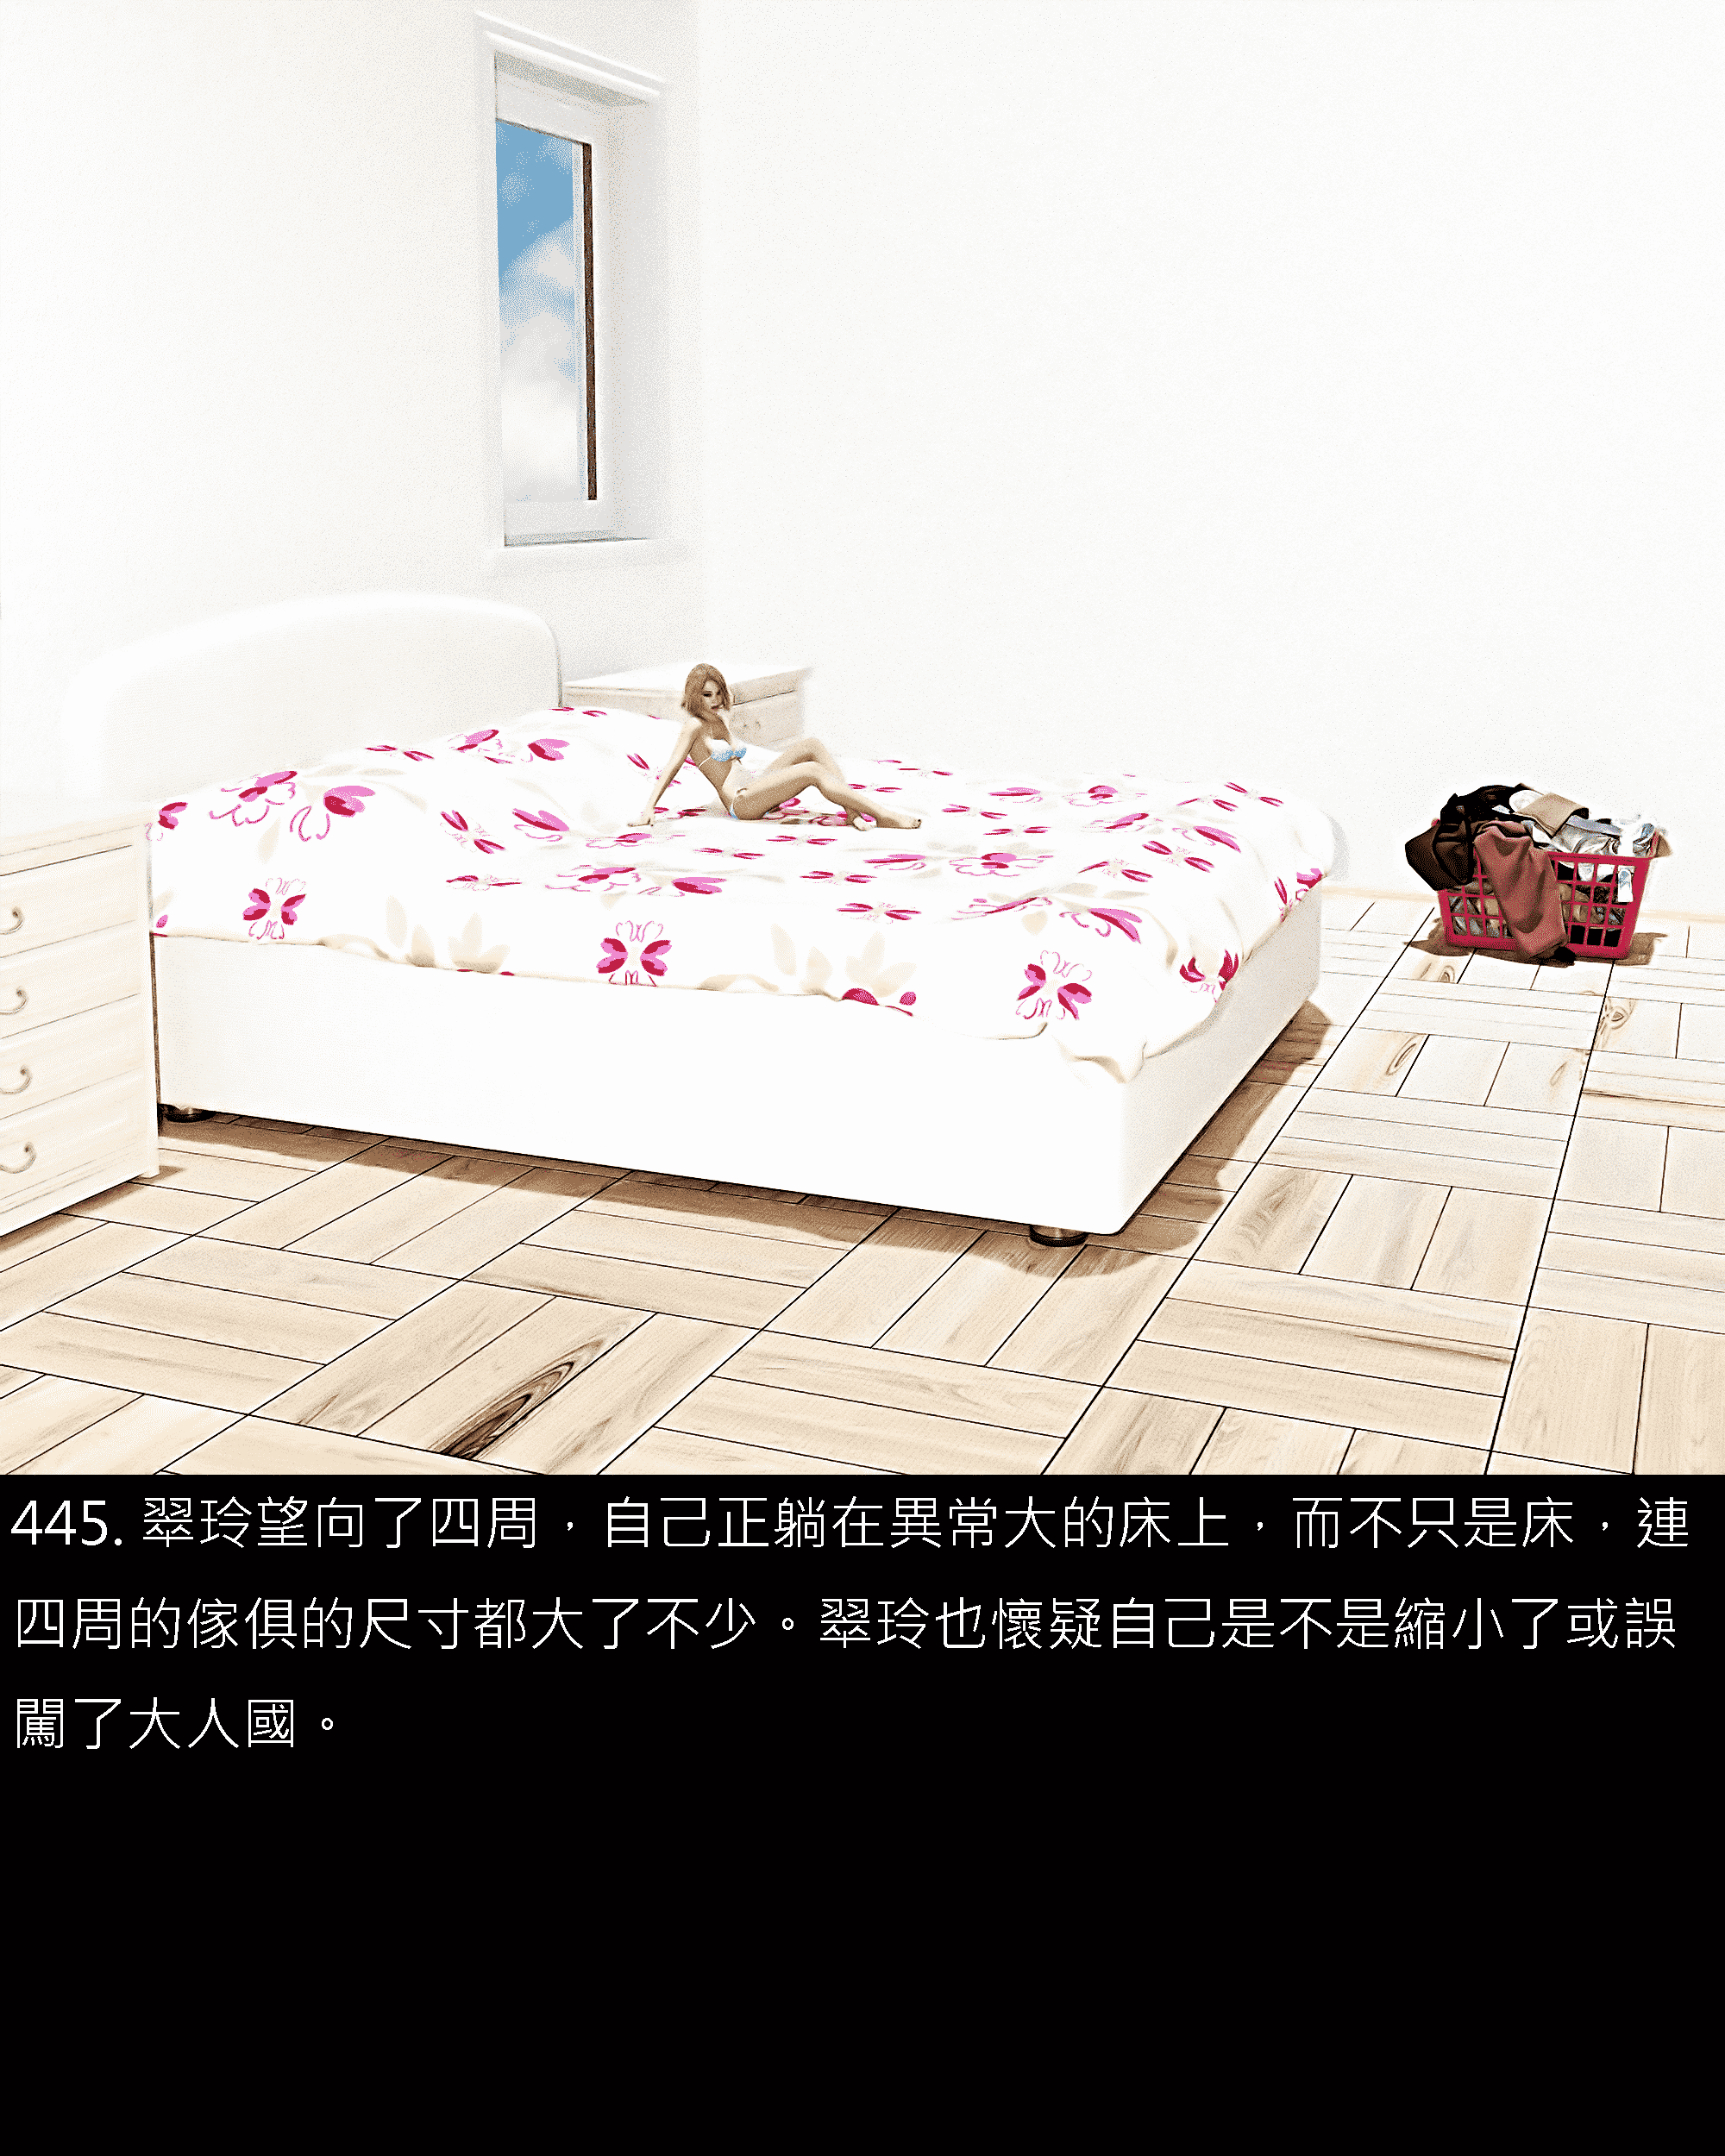 445. 翠玲望向了四周，自己正躺在異常大的床上，而不只是床，連
四周的傢俱的尺寸都大了不少。翠玲也懷疑自己是不是縮小了或誤
闖了大人國。